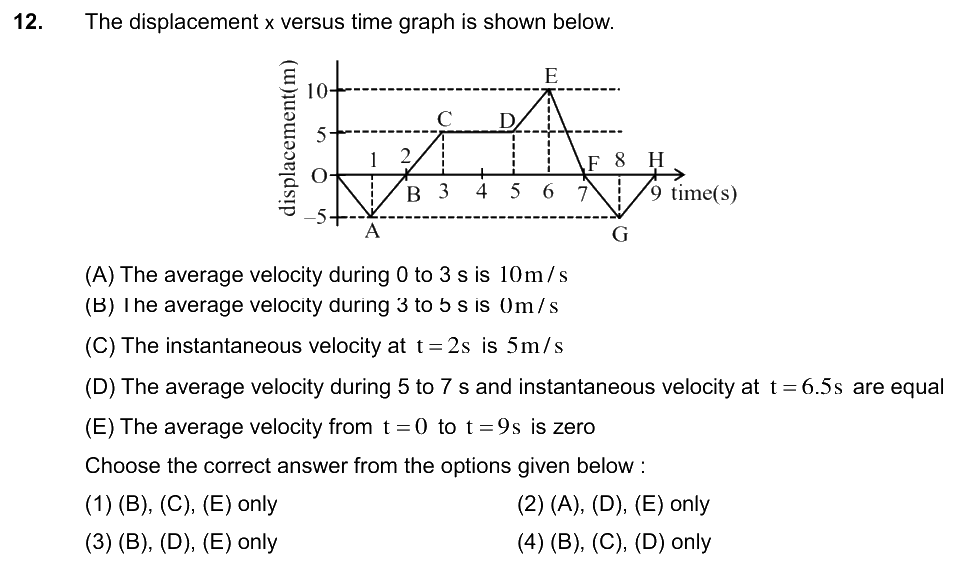 12. The displacement x versus time graph is shown below.
displacement(m)
10
5
O
–5
E
C
D
1
2
F
8
H
B
3
4
5
6
7
9
time(s)
A
G
(A) The average velocity during 0 to 3 s is 10m/s
(B) The average velocity during 3 to 5 s is 0m/s
(C) The instantaneous velocity at t=2s is 5m/s
(D) The average velocity during 5 to 7 s and instantaneous velocity at t=6.5s are equal
(E) The average velocity from t=0 to t=9s is zero
Choose the correct answer from the options given below :
(1) (B), (C), (E) only (2) (A), (D), (E) only
(3) (B), (D), (E) only (4) (B), (C), (D) only